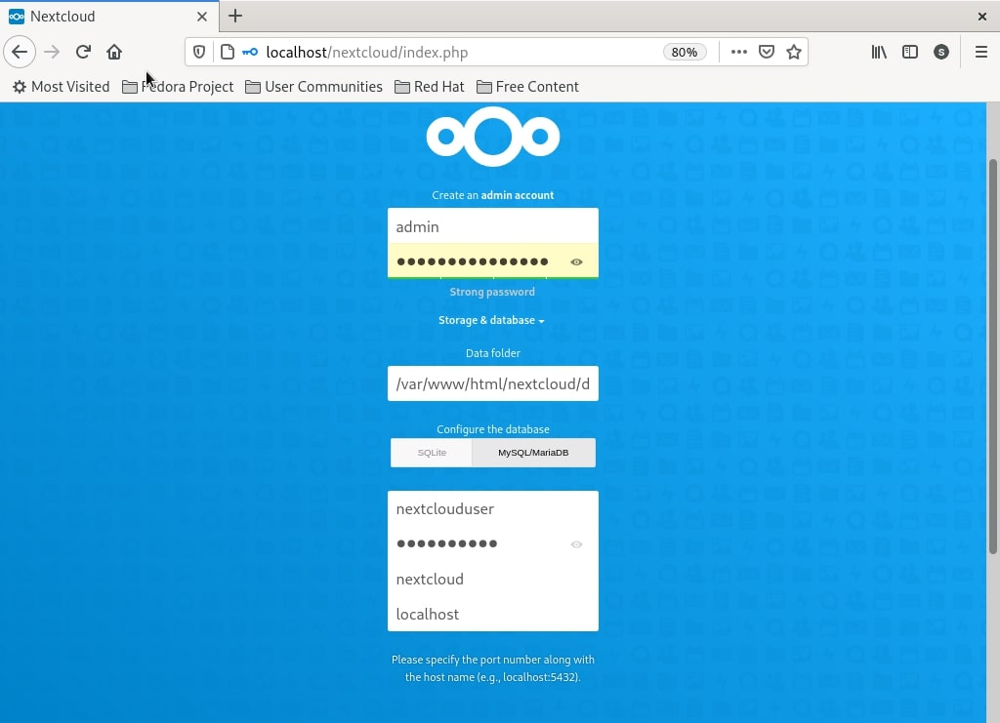 Nextcloud
localhost/nextcloud/index.php
80%
S
Most Visited
Fedora Project
User Communities
Red Hat
Free Content
Create an admin account
admin
●●●●●●●●●●●●●●●
Strong password
Storage & database
Data folder
/var/www/html/nextcloud/d
Configure the database
SQLite
MySQL/MariaDB
nextclouduser
●●●●●●●●●●
nextcloud
localhost
Please specify the port number along with
the host name (e.g., localhost:5432).